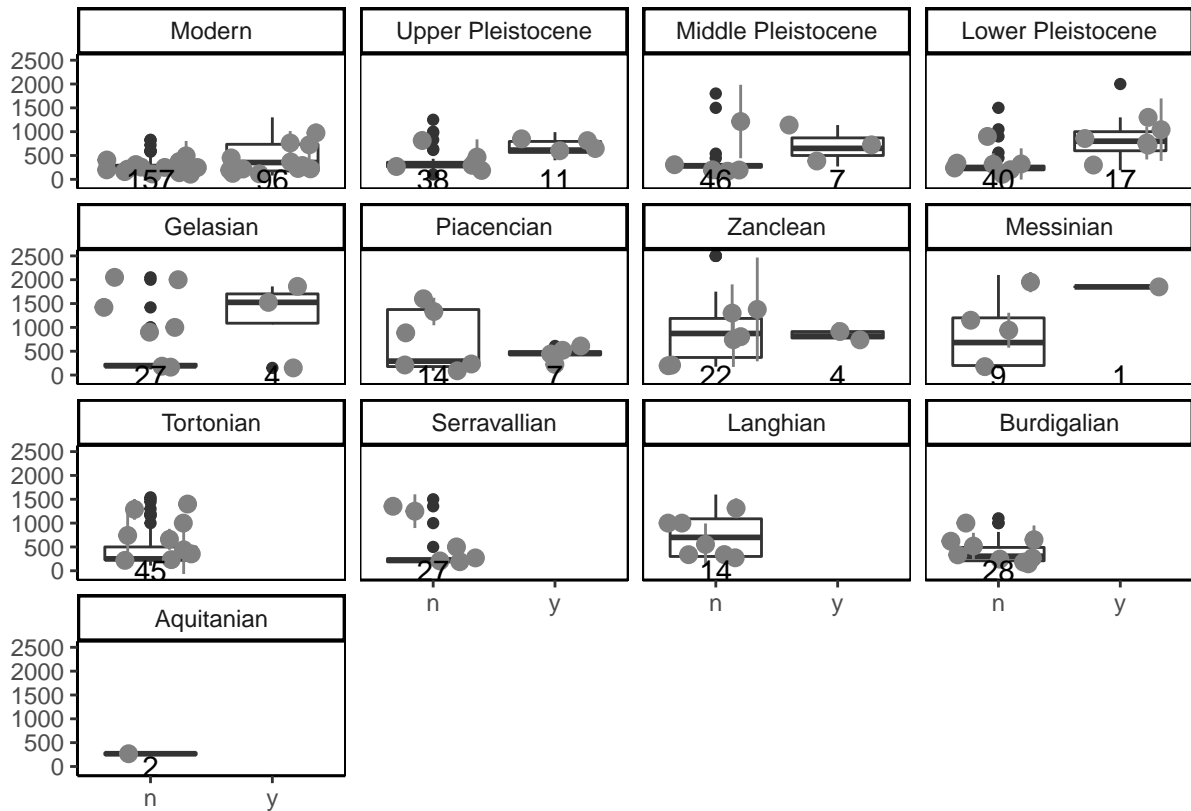 Modern Upper Pleistocene Middle Pleistocene Lower Pleistocene
2500
2000
1500
1000
500
0
157 96 38 11 46 7 40 17
Gelasian Piacencian Zanclean Messinian
2500
2000
1500
1000
500
0
27 4 14 7 22 4 9 1
Tortonian Serravallian Langhian Burdigalian
2500
2000
1500
1000
500
0
45 27 14 28
n y n y n y
Aquitanian
2500
2000
1500
1000
500
0
2
n y